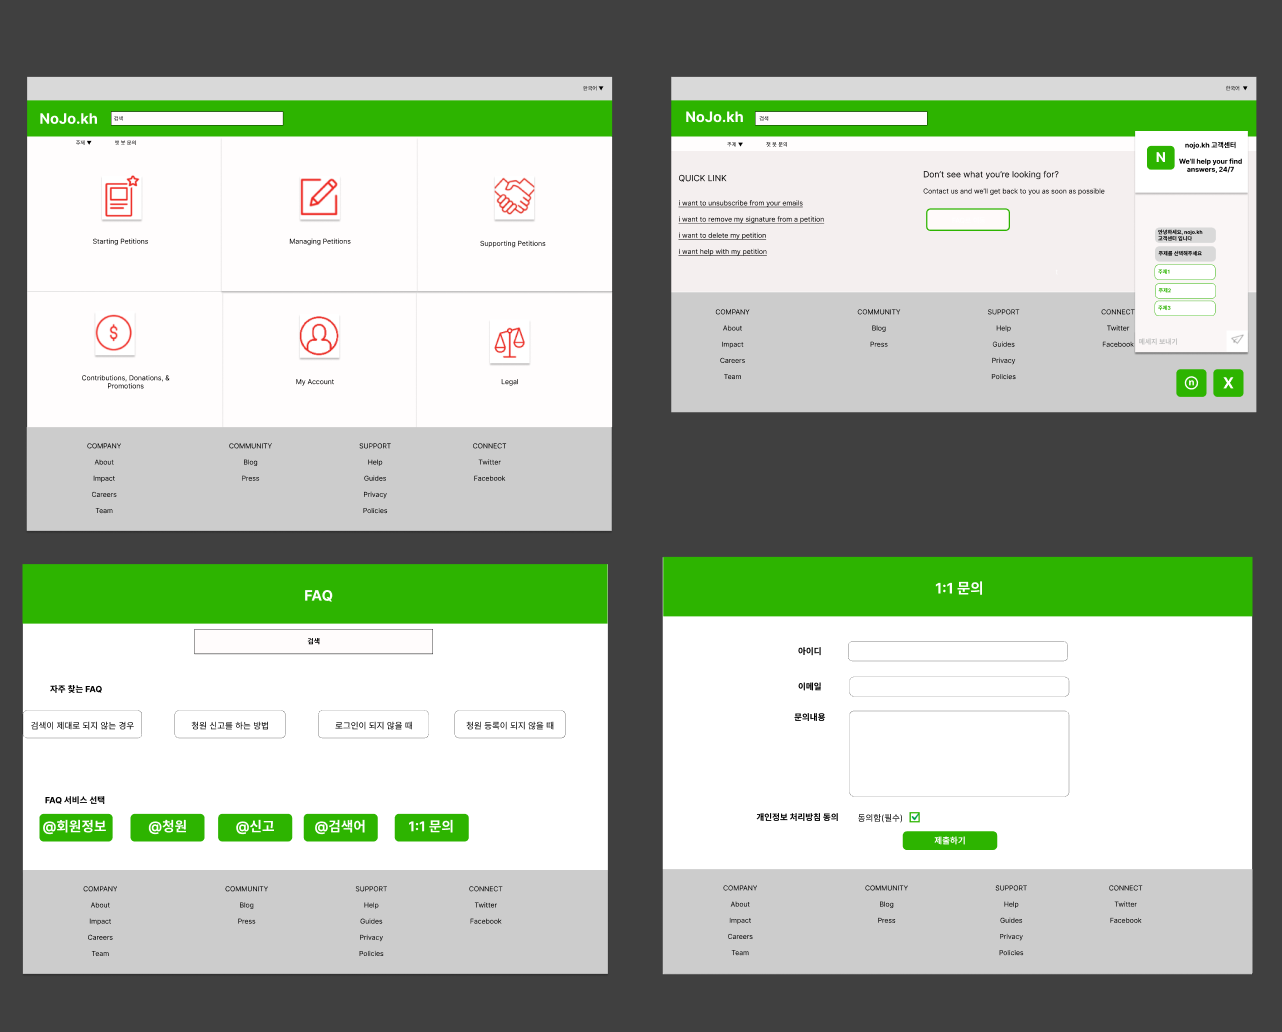 한국어 ▼
NoJo.kh
검색
주제 ▼
챗 봇 문의
Starting Petitions
Managing Petitions
Supporting Petitions
Contributions, Donations, &
Promotions
My Account
Legal
COMPANY
COMMUNITY
SUPPORT
CONNECT
About
Blog
Help
Twitter
Impact
Press
Guides
Facebook
Careers
Privacy
Team
Policies
한국어 ▼
NoJo.kh
검색
주제 ▼
챗 봇 문의
QUICK LINK
i want to unsubscribe from your emails
i want to remove my signature from a petition
i want to delete my petition
i want help with my petition
Don't see what you're looking for?
Contact us and we'll get back to you as soon as possible
N
nojo.kh 고객센터
We'll help your find
answers, 24/7
안녕하세요, nojo.kh
고객센터 입니다
주제를 선택해주세요
주제1
주제2
주제3
메세지 보내기
n
X
COMPANY
COMMUNITY
SUPPORT
CONNECT
About
Blog
Help
Twitter
Impact
Press
Guides
Facebook
Careers
Privacy
Team
Policies
FAQ
검색
자주 찾는 FAQ
검색이 제대로 되지 않는 경우
청원 신고를 하는 방법
로그인이 되지 않을 때
청원 등록이 되지 않을 때
FAQ 서비스 선택
@회원정보
@청원
@신고
@검색어
1:1 문의
COMPANY
COMMUNITY
SUPPORT
CONNECT
About
Blog
Help
Twitter
Impact
Press
Guides
Facebook
Careers
Privacy
Team
Policies
1:1 문의
아이디
이메일
문의내용
개인정보 처리방침 동의
동의함(필수)
제출하기
COMPANY
COMMUNITY
SUPPORT
CONNECT
About
Blog
Help
Twitter
Impact
Press
Guides
Facebook
Careers
Privacy
Team
Policies